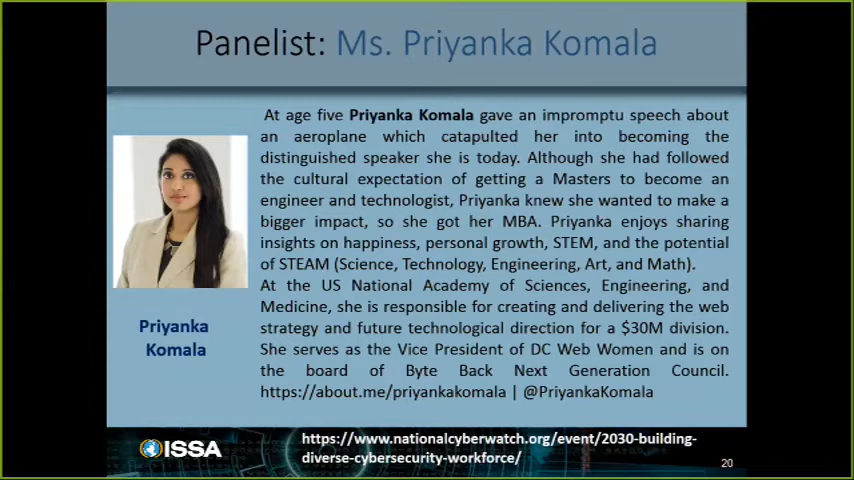 Panelist: Ms. Priyanka Komala
At age five Priyanka Komala gave an impromptu speech about
an aeroplane which catapulted her into becoming the
distinguished speaker she is today. Although she had followed
the cultural expectation of getting a Masters to become an
engineer and technologist, Priyanka knew she wanted to make a
bigger impact, so she got her MBA. Priyanka enjoys sharing
insights on happiness, personal growth, STEM, and the potential
of STEAM (Science, Technology, Engineering, Art, and Math).
At the US National Academy of Sciences, Engineering, and
Medicine, she is responsible for creating and delivering the web
strategy and future technological direction for a $30M division.
She serves as the Vice President of DC Web Women and is on
the board of Byte Back Next Generation Council.
https://about.me/priyankakomala | @PriyankaKomala
Priyanka
Komala
ISSA
https://www.nationalcyberwatch.org/event/2030-building-
diverse-cybersecurity-workforce/
20